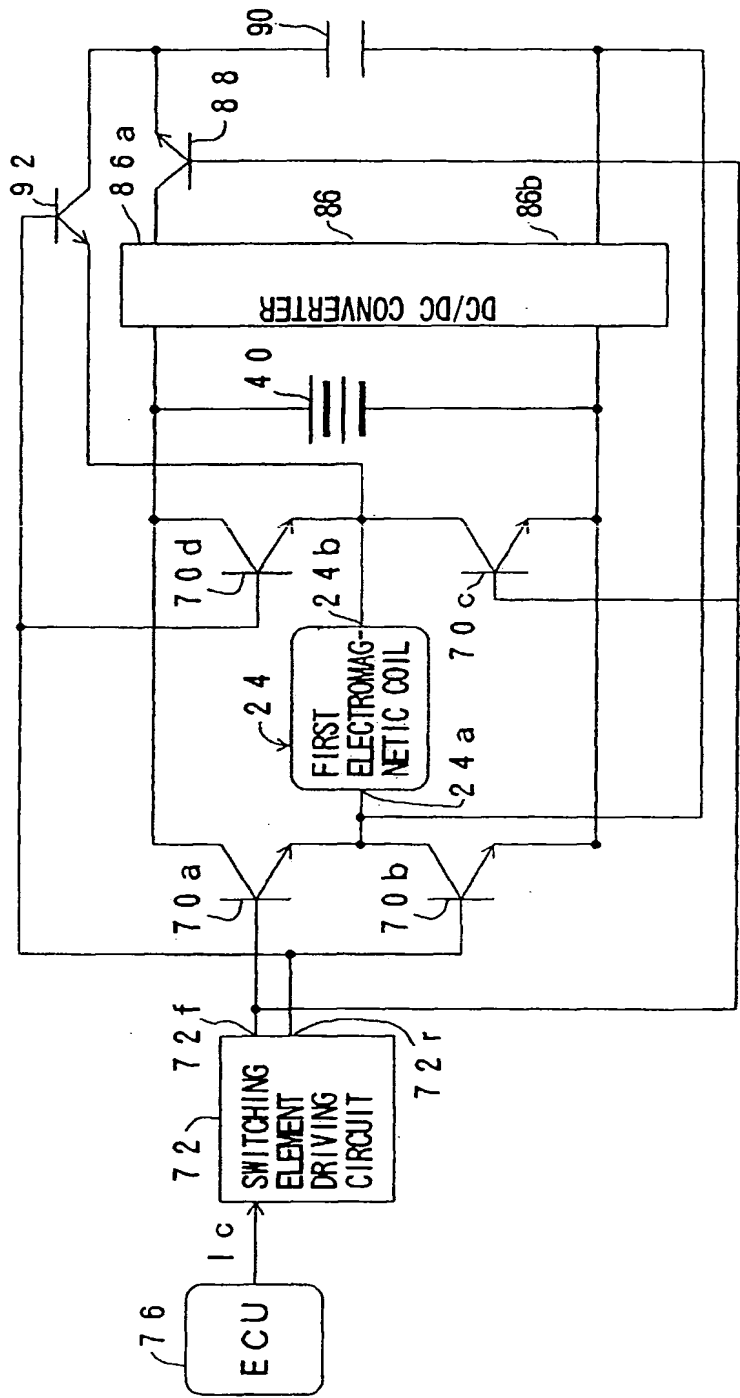 76
ECU
Ic
72
SWITCHING
ELEMENT
DRIVING
CIRCUIT
72f
72r
70a
70b
24
FIRST
ELECTROMAG-
NETIC COIL
24a
24b
70d
70c
40
DC/DC CONVERTER
86
86a
86b
88
90
92